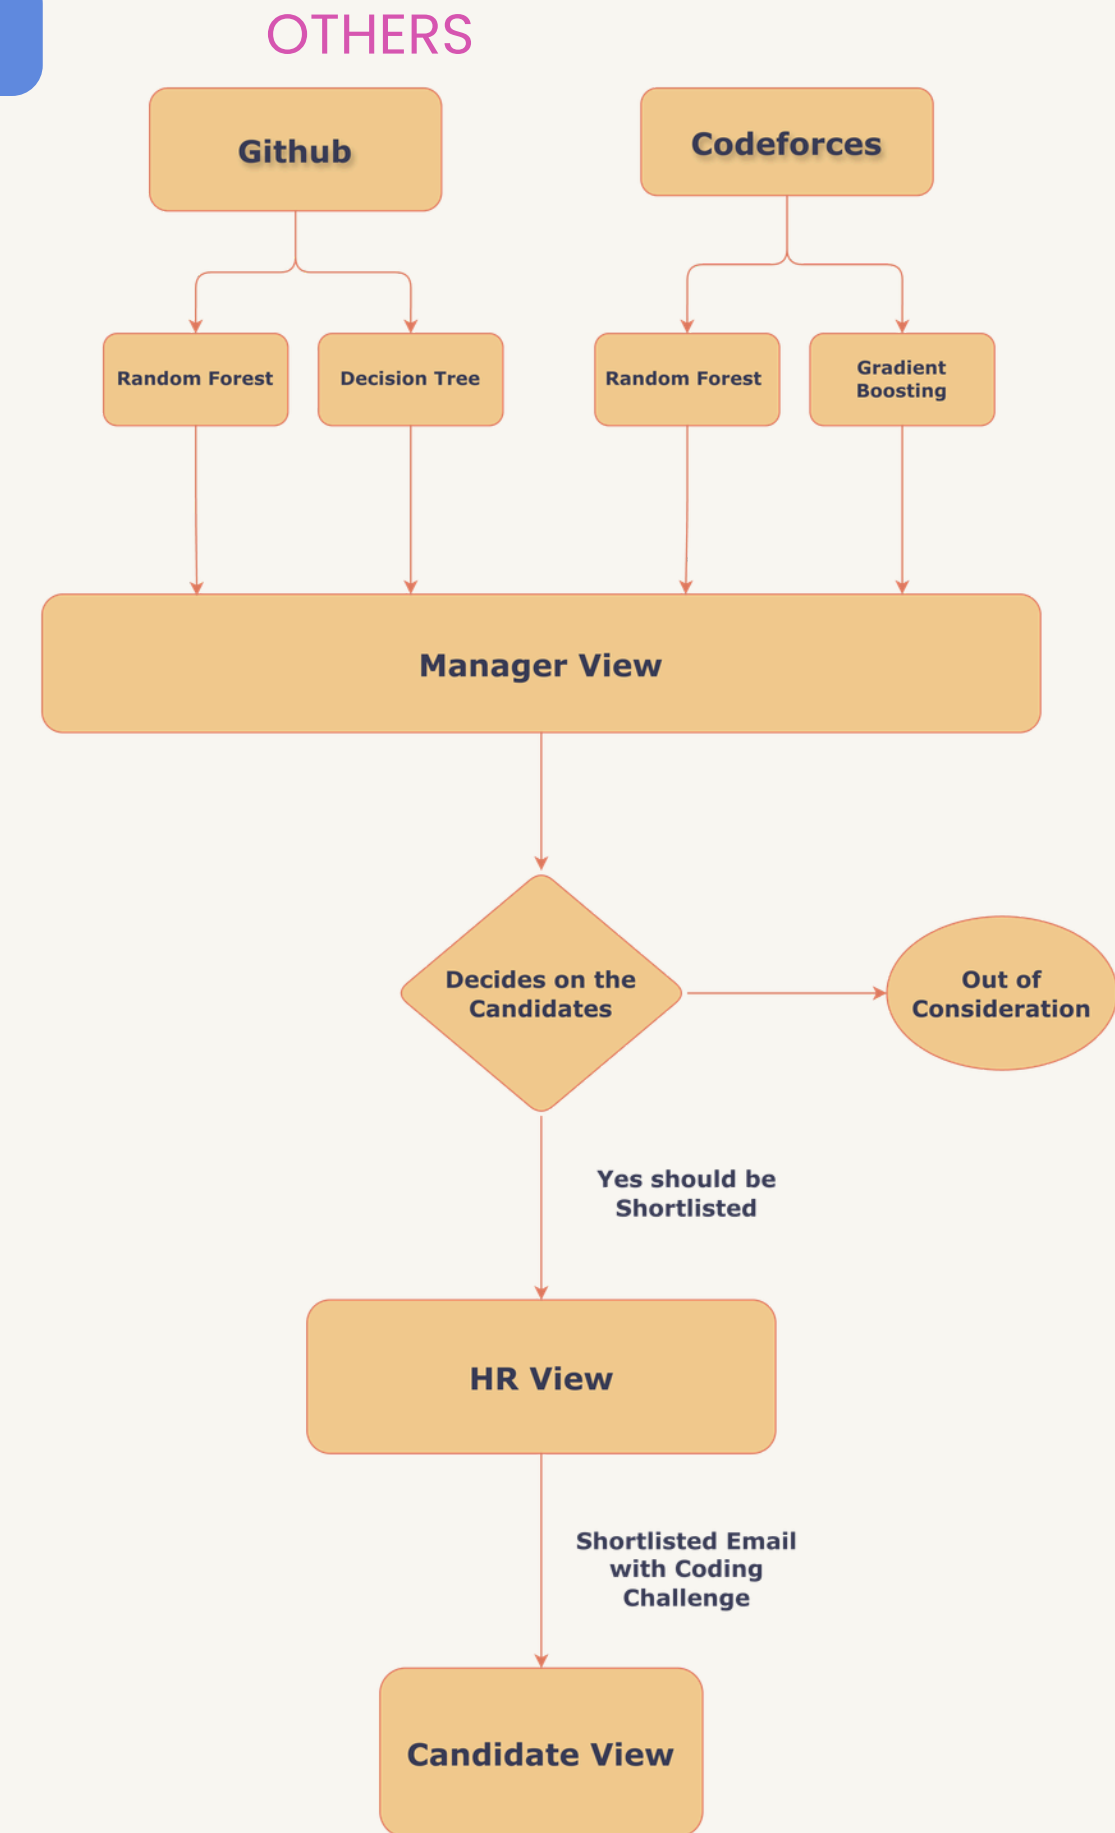 OTHERS
Github
Codeforces
Random Forest
Decision Tree
Random Forest
Gradient
Boosting
Manager View
Decides on the
Candidates
Out of
Consideration
Yes should be
Shortlisted
HR View
Shortlisted Email
with Coding
Challenge
Candidate View